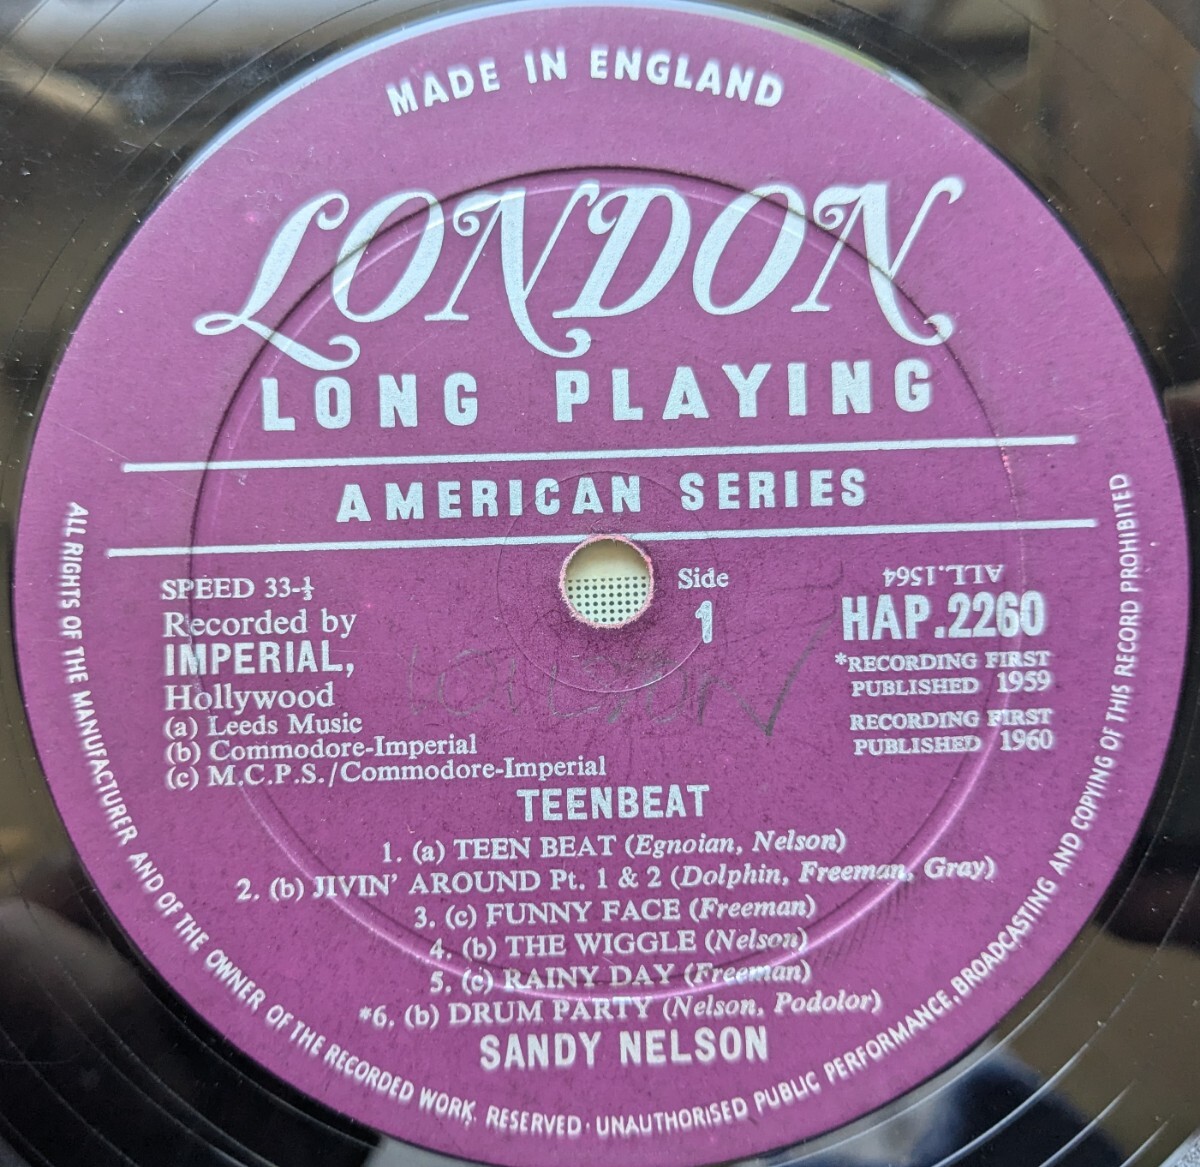 MADE IN ENGLAND
LONDON
LONG PLAYING
AMERICAN SERIES
SPEED 33-⅓
Recorded by
IMPERIAL,
Hollywood
(a) Leeds Music
(b) Commodore-Imperial
(c) M.C.P.S./Commodore-Imperial
Side
1
ALL.1564
HAP.2260
*RECORDING FIRST
PUBLISHED 1959
RECORDING FIRST
PUBLISHED 1960
TEENBEAT
1. (a) TEEN BEAT (Egnoian, Nelson)
2. (b) JIVIN' AROUND Pt. 1 & 2 (Dolphin, Freeman, Gray)
3. (c) FUNNY FACE (Freeman)
4. (b) THE WIGGLE (Nelson)
5. (c) RAINY DAY (Freeman)
*6. (b) DRUM PARTY (Nelson, Podolor)
SANDY NELSON
ALL RIGHTS OF THE MANUFACTURER AND OF THE OWNER OF THE RECORDED WORK RESERVED · UNAUTHORISED PUBLIC PERFORMANCE, BROADCASTING AND COPYING OF THIS RECORD PROHIBITED